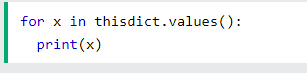 for x in thisdict.values():
  print(x)